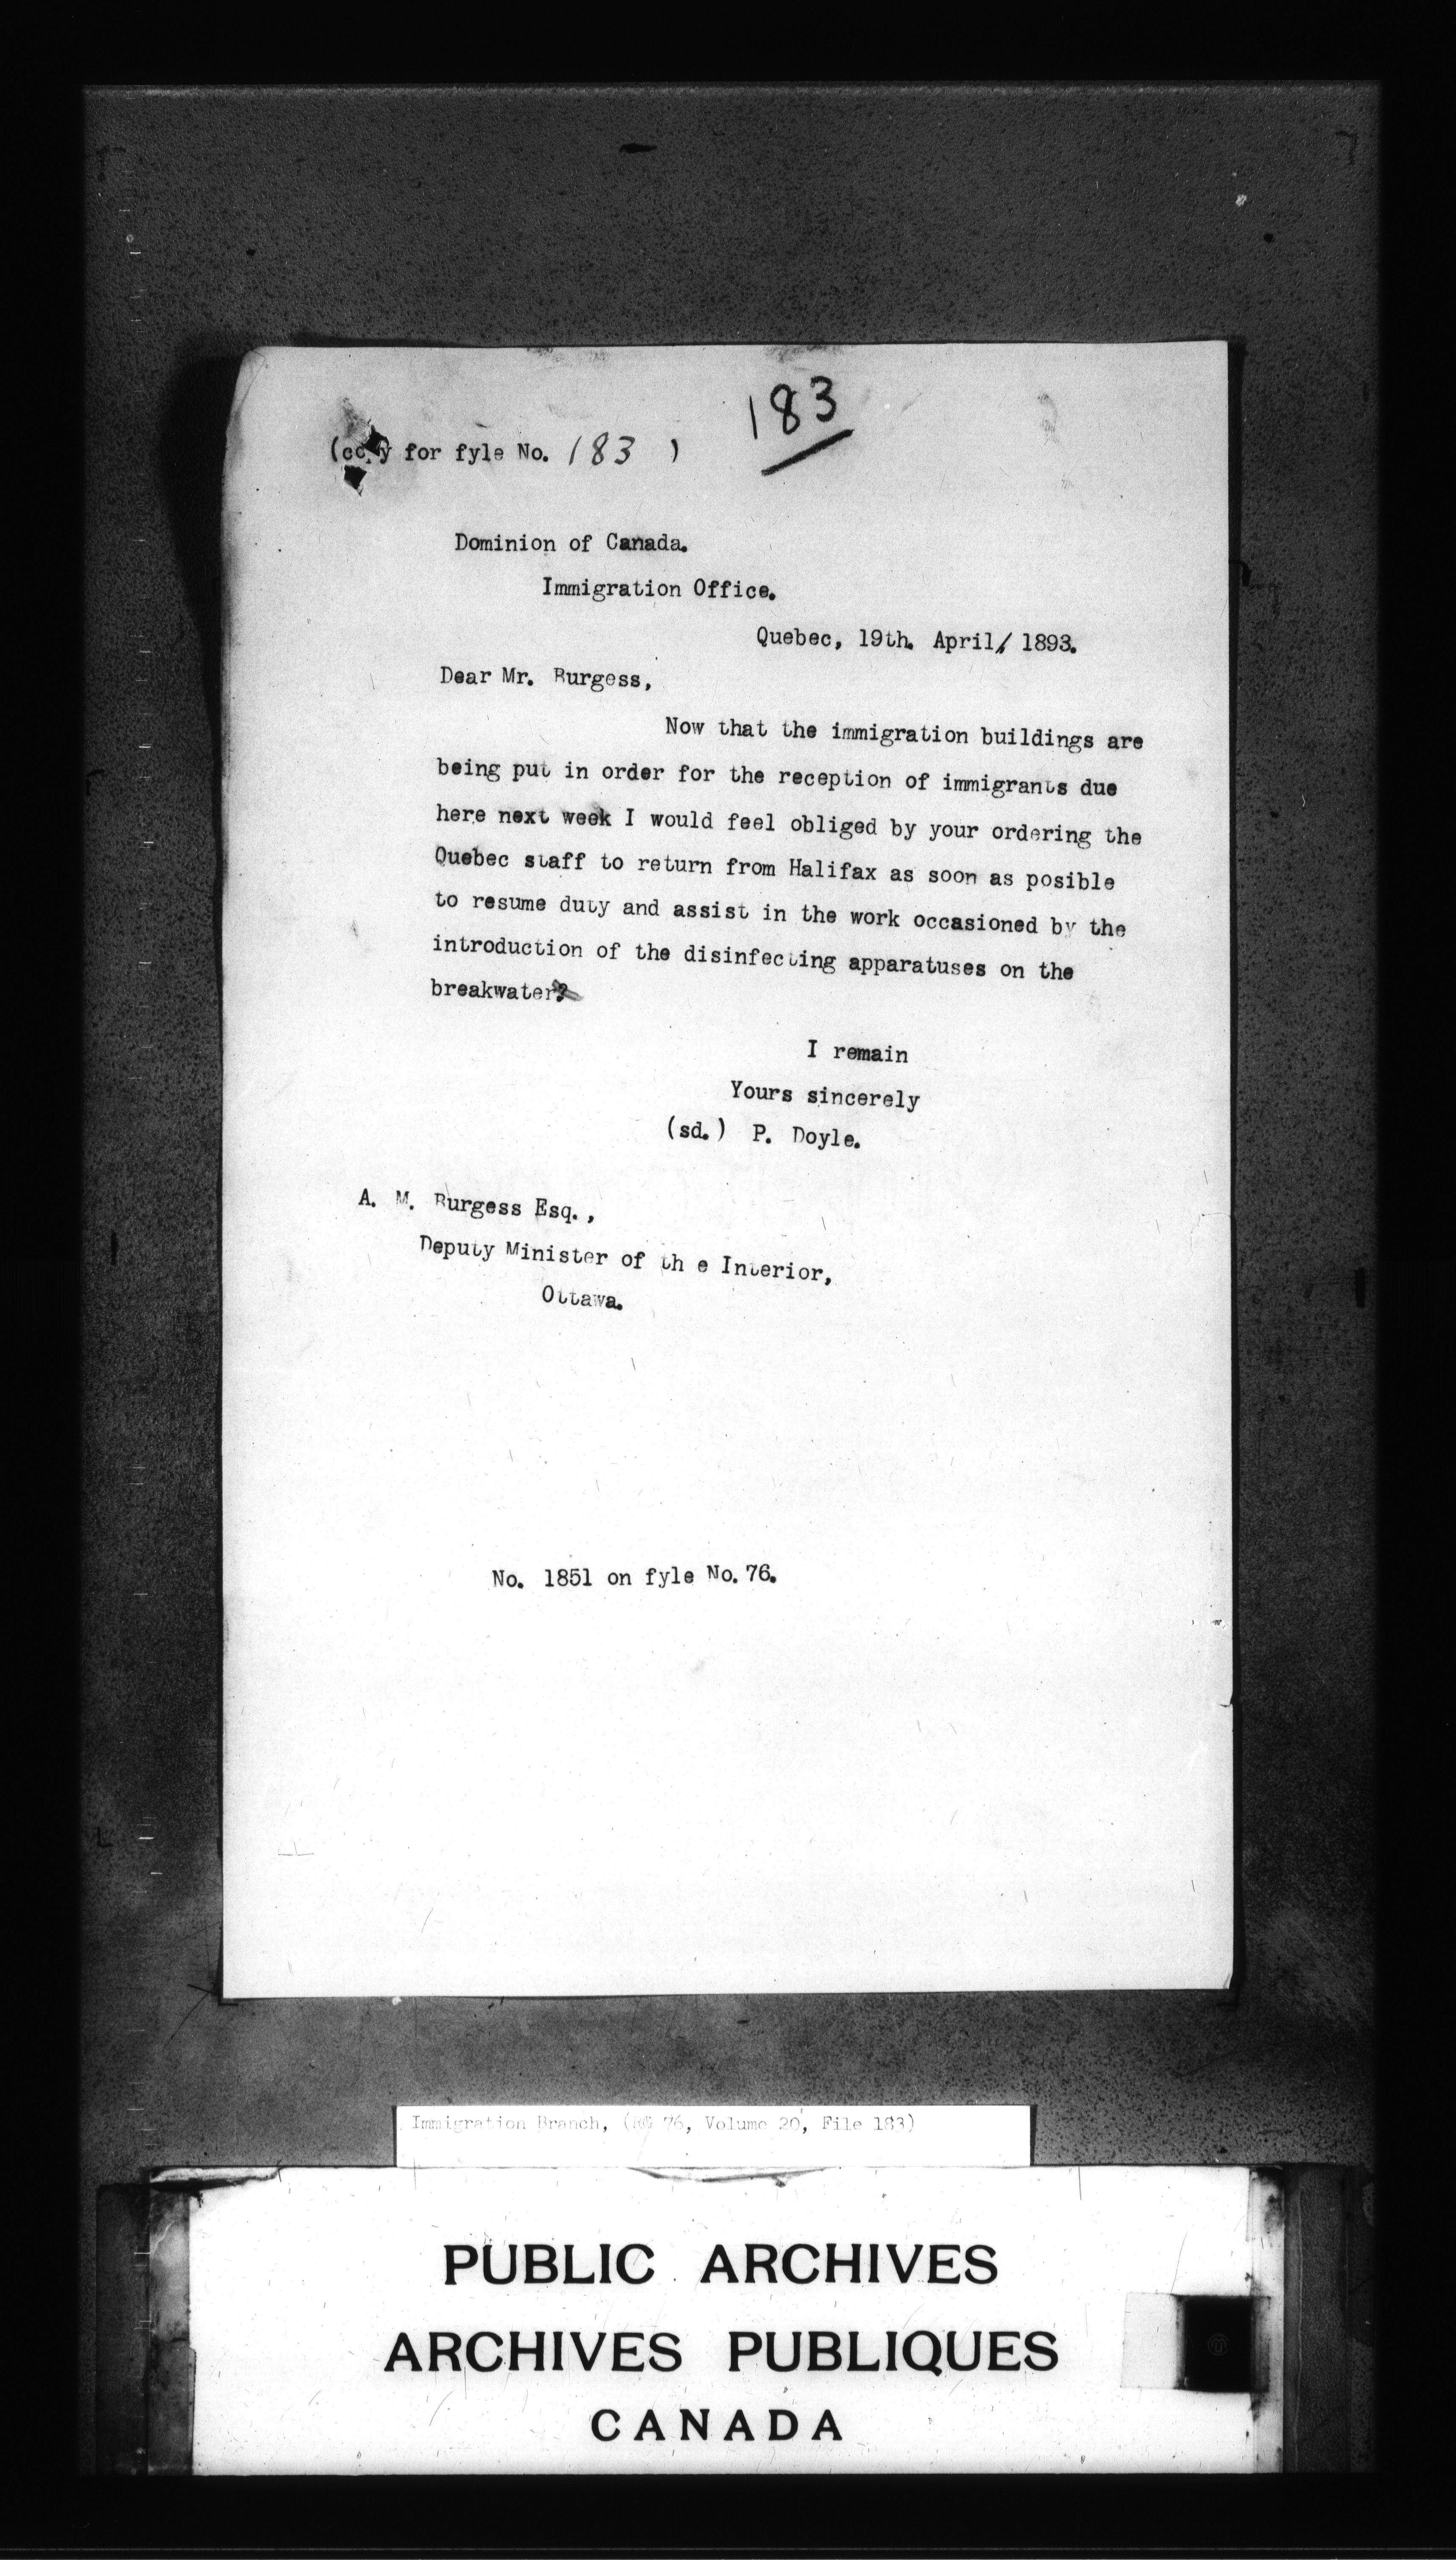 183
(copy for fyle No. 183 )
Dominion of Canada.
Immigration Office.
Quebec, 19th. April, 1893.
Dear Mr. Burgess,
Now that the immigration buildings are
being put in order for the reception of immigrants due
here next week I would feel obliged by your ordering the
Quebec staff to return from Halifax as soon as posible
to resume duty and assist in the work occasioned by the
introduction of the disinfecting apparatuses on the
breakwater?
I remain
Yours sincerely
(sd.) P. Doyle.
A. M. Burgess Esq.,
Deputy Minister of th e Interior,
Ottawa.
No. 1851 on fyle No. 76.
Immigration Branch, (RG 76, Volume 20, File 183)
PUBLIC ARCHIVES
ARCHIVES PUBLIQUES
CANADA